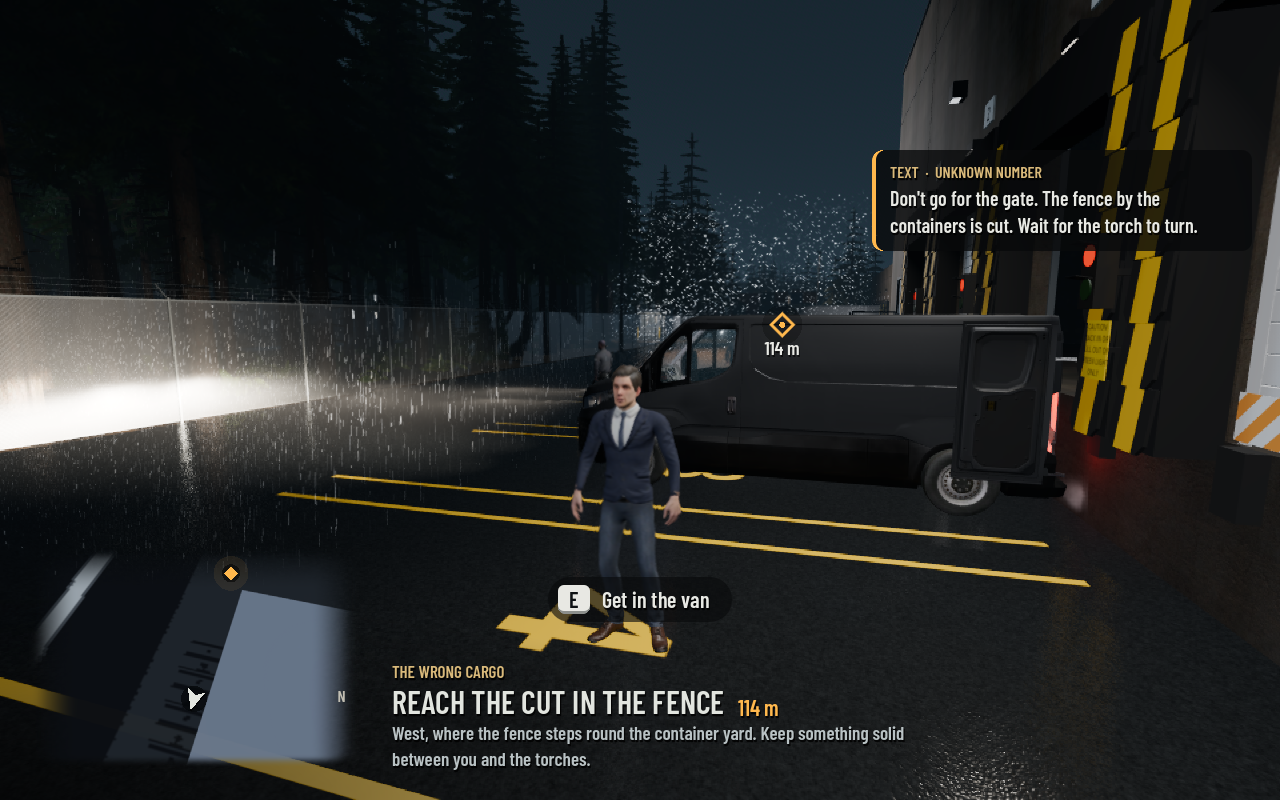 TEXT · UNKNOWN NUMBER
Don't go for the gate. The fence by the
containers is cut. Wait for the torch to turn.
114 m
E Get in the van
N
THE WRONG CARGO
REACH THE CUT IN THE FENCE 114 m
West, where the fence steps round the container yard. Keep something solid
between you and the torches.